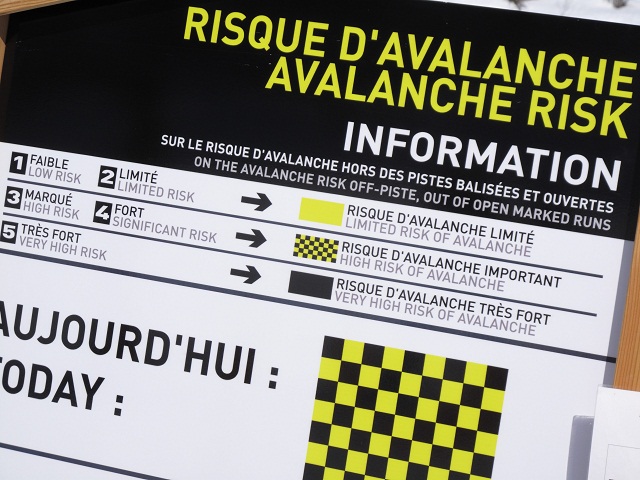 RISQUE D'AVALANCHE
AVALANCHE RISK
INFORMATION
SUR LE RISQUE D'AVALANCHE HORS DES PISTES BALISÉES ET OUVERTES
ON THE AVALANCHE RISK OFF-PISTE, OUT OF OPEN MARKED RUNS
1 FAIBLE 2 LIMITÉ
LOW RISK LIMITED RISK
RISQUE D'AVALANCHE LIMITÉ
LIMITED RISK OF AVALANCHE
3 MARQUÉ 4 FORT
HIGH RISK SIGNIFICANT RISK
RISQUE D'AVALANCHE IMPORTANT
HIGH RISK OF AVALANCHE
5 TRÈS FORT
VERY HIGH RISK
RISQUE D'AVALANCHE TRÈS FORT
VERY HIGH RISK OF AVALANCHE
AUJOURD'HUI :
TODAY :